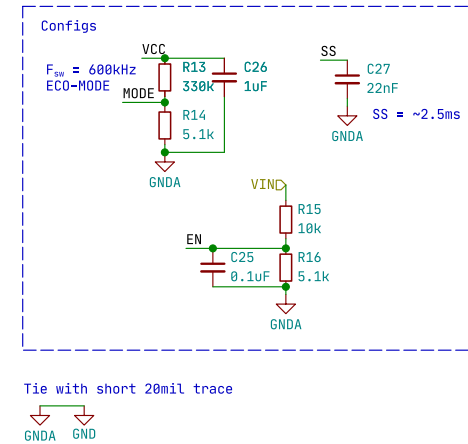 Configs
VCC
F_sw = 600kHz
ECO-MODE
R13
330k
C26
1uF
MODE
R14
5.1k
GNDA
SS
C27
22nF
SS = ~2.5ms
GNDA
VIN
R15
10k
EN
C25
0.1uF
R16
5.1k
GNDA
Tie with short 20mil trace
GNDA
GND